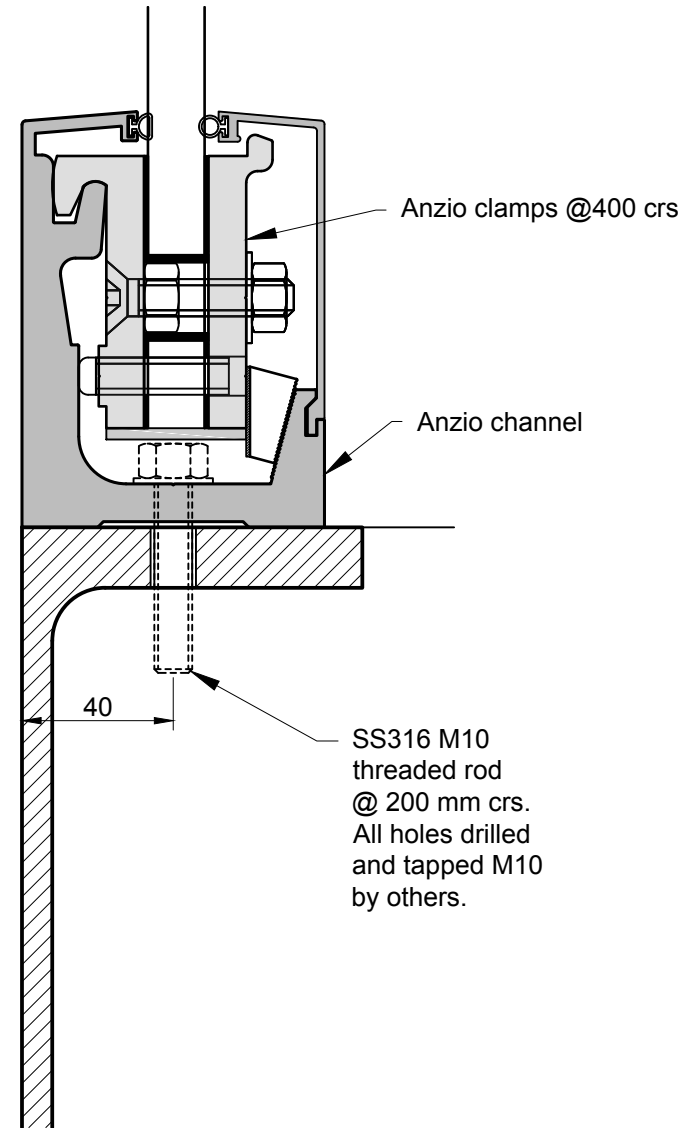 Anzio clamps @400 crs
Anzio channel
40
SS316 M10
threaded rod
@ 200 mm crs.
All holes drilled
and tapped M10
by others.